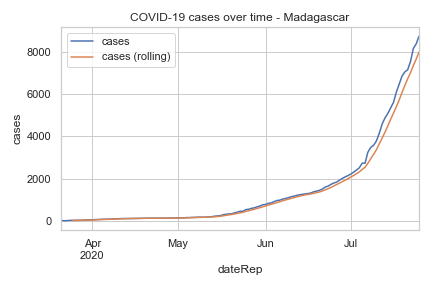 COVID-19 cases over time - Madagascar
cases
cases (rolling)
8000
6000
4000
2000
0
cases
Apr
2020
May
Jun
Jul
dateRep